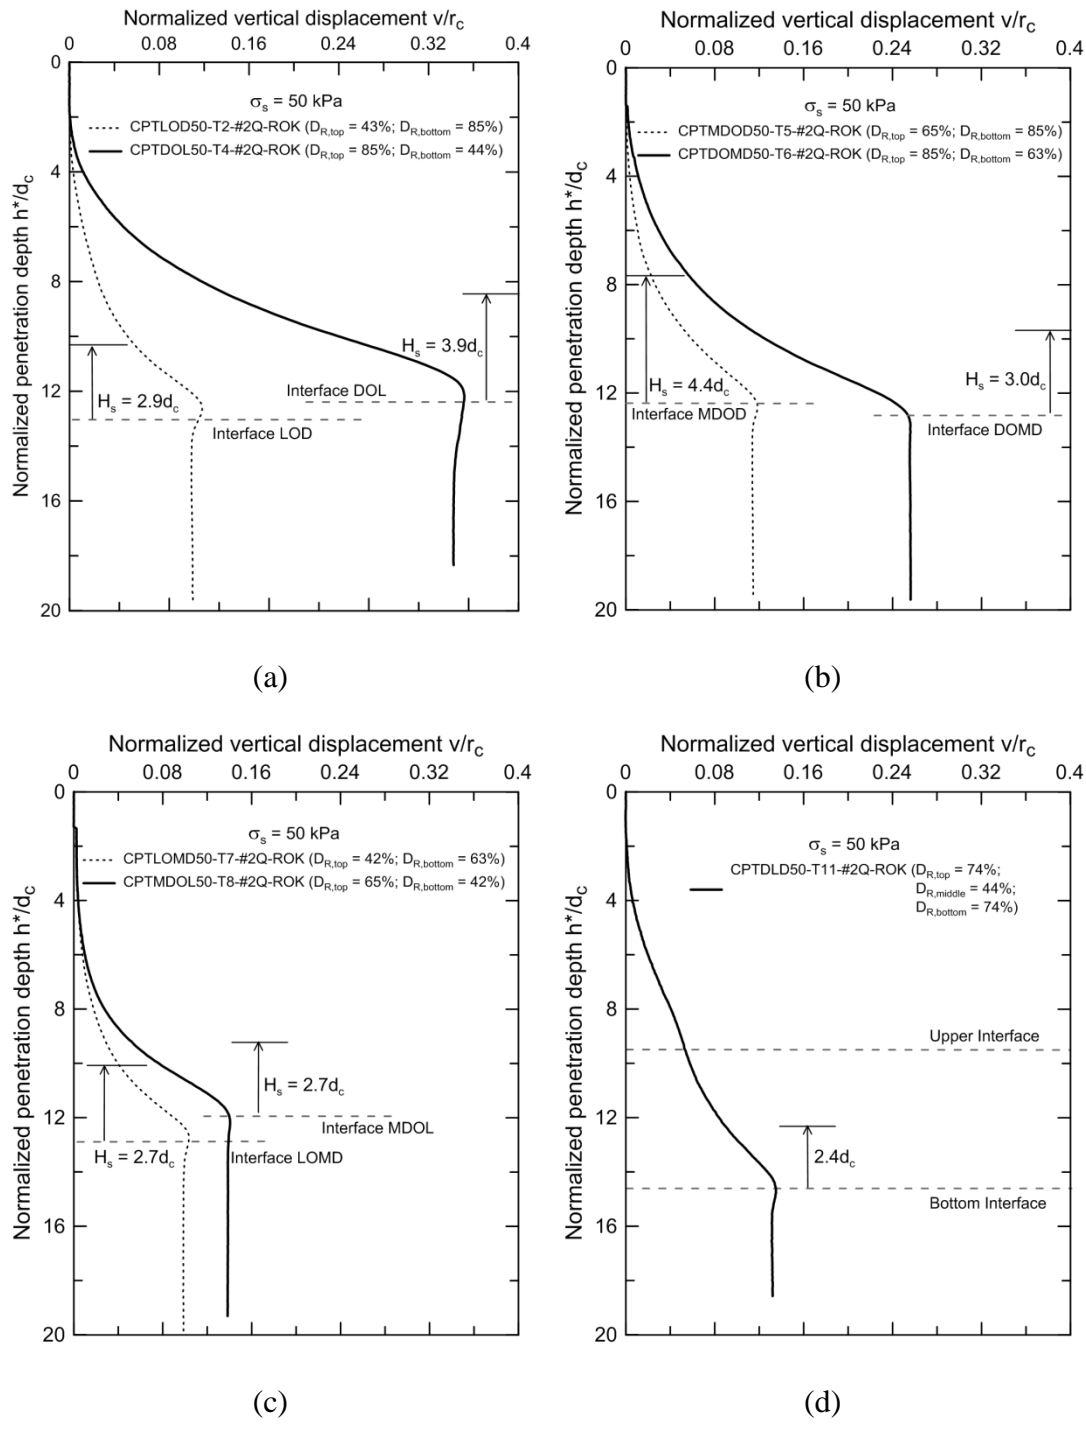 Normalized vertical displacement v/r_c
0 0.08 0.16 0.24 0.32 0.4
0
4
8
12
16
20
Normalized penetration depth h*/d_c
σ_s = 50 kPa
CPTLOD50-T2-#2Q-ROK (D_R,top = 43%; D_R,bottom = 85%)
CPTDOL50-T4-#2Q-ROK (D_R,top = 85%; D_R,bottom = 44%)
H_s = 3.9d_c
Interface DOL
H_s = 2.9d_c
Interface LOD
(a)
Normalized vertical displacement v/r_c
0 0.08 0.16 0.24 0.32 0.4
0
4
8
12
16
20
Normalized penetration depth h*/d_c
σ_s = 50 kPa
CPTMDOD50-T5-#2Q-ROK (D_R,top = 65%; D_R,bottom = 85%)
CPTDOMD50-T6-#2Q-ROK (D_R,top = 85%; D_R,bottom = 63%)
H_s = 3.0d_c
H_s = 4.4d_c
Interface MDOD
Interface DOMD
(b)
Normalized vertical displacement v/r_c
0 0.08 0.16 0.24 0.32 0.4
0
4
8
12
16
20
Normalized penetration depth h*/d_c
σ_s = 50 kPa
CPTLOMD50-T7-#2Q-ROK (D_R,top = 42%; D_R,bottom = 63%)
CPTMDOL50-T8-#2Q-ROK (D_R,top = 65%; D_R,bottom = 42%)
H_s = 2.7d_c
Interface MDOL
H_s = 2.7d_c
Interface LOMD
(c)
Normalized vertical displacement v/r_c
0 0.08 0.16 0.24 0.32 0.4
0
4
8
12
16
20
Normalized penetration depth h*/d_c
σ_s = 50 kPa
CPTDLD50-T11-#2Q-ROK (D_R,top = 74%;
D_R,middle = 44%;
D_R,bottom = 74%)
Upper Interface
2.4d_c
Bottom Interface
(d)